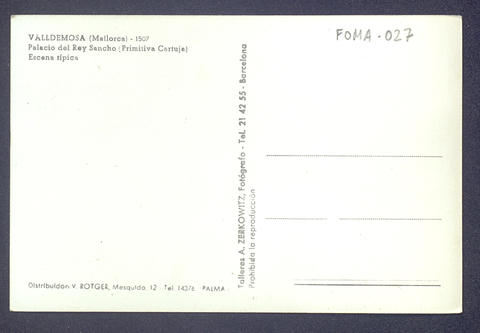 VALLDEMOSA (Mallorca) - 1507
Palacio del Rey Sancho (Primitiva Cartuja)
Escena típica
FOMA - 027
Talleres A. ZERKOWITZ, Fotógrafo - Tel. 21 42 55 - Barcelona
Prohibida la reproducción
Distribuidor V. ROTGER, Mesquida, 12 - Tel. 14376 - PALMA